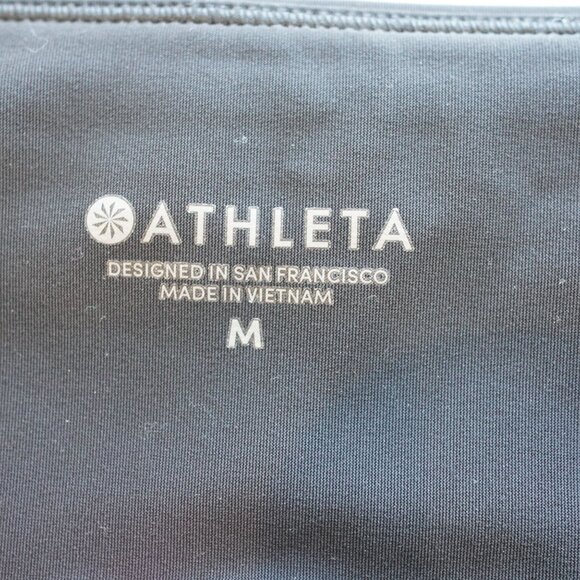 ATHLETA
DESIGNED IN SAN FRANCISCO
MADE IN VIETNAM
M